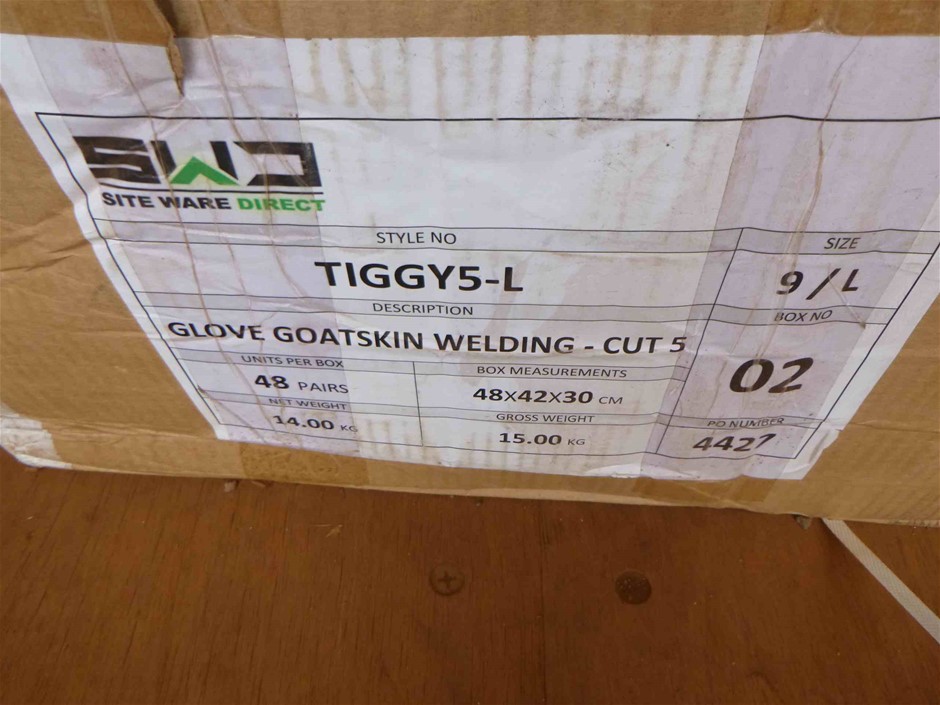 SWD
SITE WARE DIRECT
STYLE NO
TIGGY5-L
SIZE
9/L
DESCRIPTION
GLOVE GOATSKIN WELDING - CUT 5
BOX NO
02
UNITS PER BOX
48 PAIRS
BOX MEASUREMENTS
48X42X30 CM
NET WEIGHT
14.00 KG
GROSS WEIGHT
15.00 KG
PO NUMBER
4427